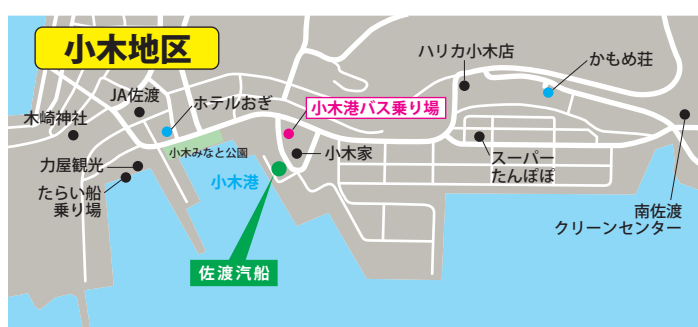 小木地区
ハリカ小木店
かもめ荘
JA佐渡
ホテルおぎ
小木港バス乗り場
木崎神社
小木みなと公園
小木家
スーパー
たんぽぽ
力屋観光
小木港
たらい船
乗り場
南佐渡
クリーンセンター
佐渡汽船